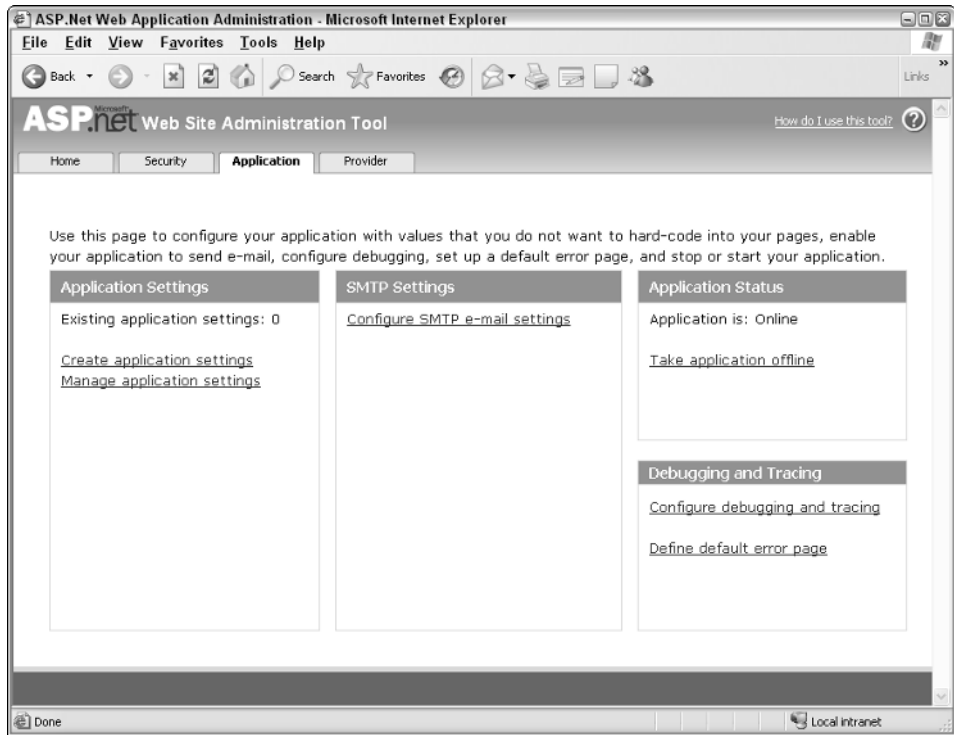 ASP.Net Web Application Administration - Microsoft Internet Explorer
File Edit View Favorites Tools Help
Back Search Favorites Links
Microsoft
ASP.net Web Site Administration Tool How do I use this tool? ?
Home Security Application Provider
Use this page to configure your application with values that you do not want to hard-code into your pages, enable
your application to send e-mail, configure debugging, set up a default error page, and stop or start your application.
Application Settings
Existing application settings: 0
Create application settings
Manage application settings
SMTP Settings
Configure SMTP e-mail settings
Application Status
Application is: Online
Take application offline
Debugging and Tracing
Configure debugging and tracing
Define default error page
Done Local intranet